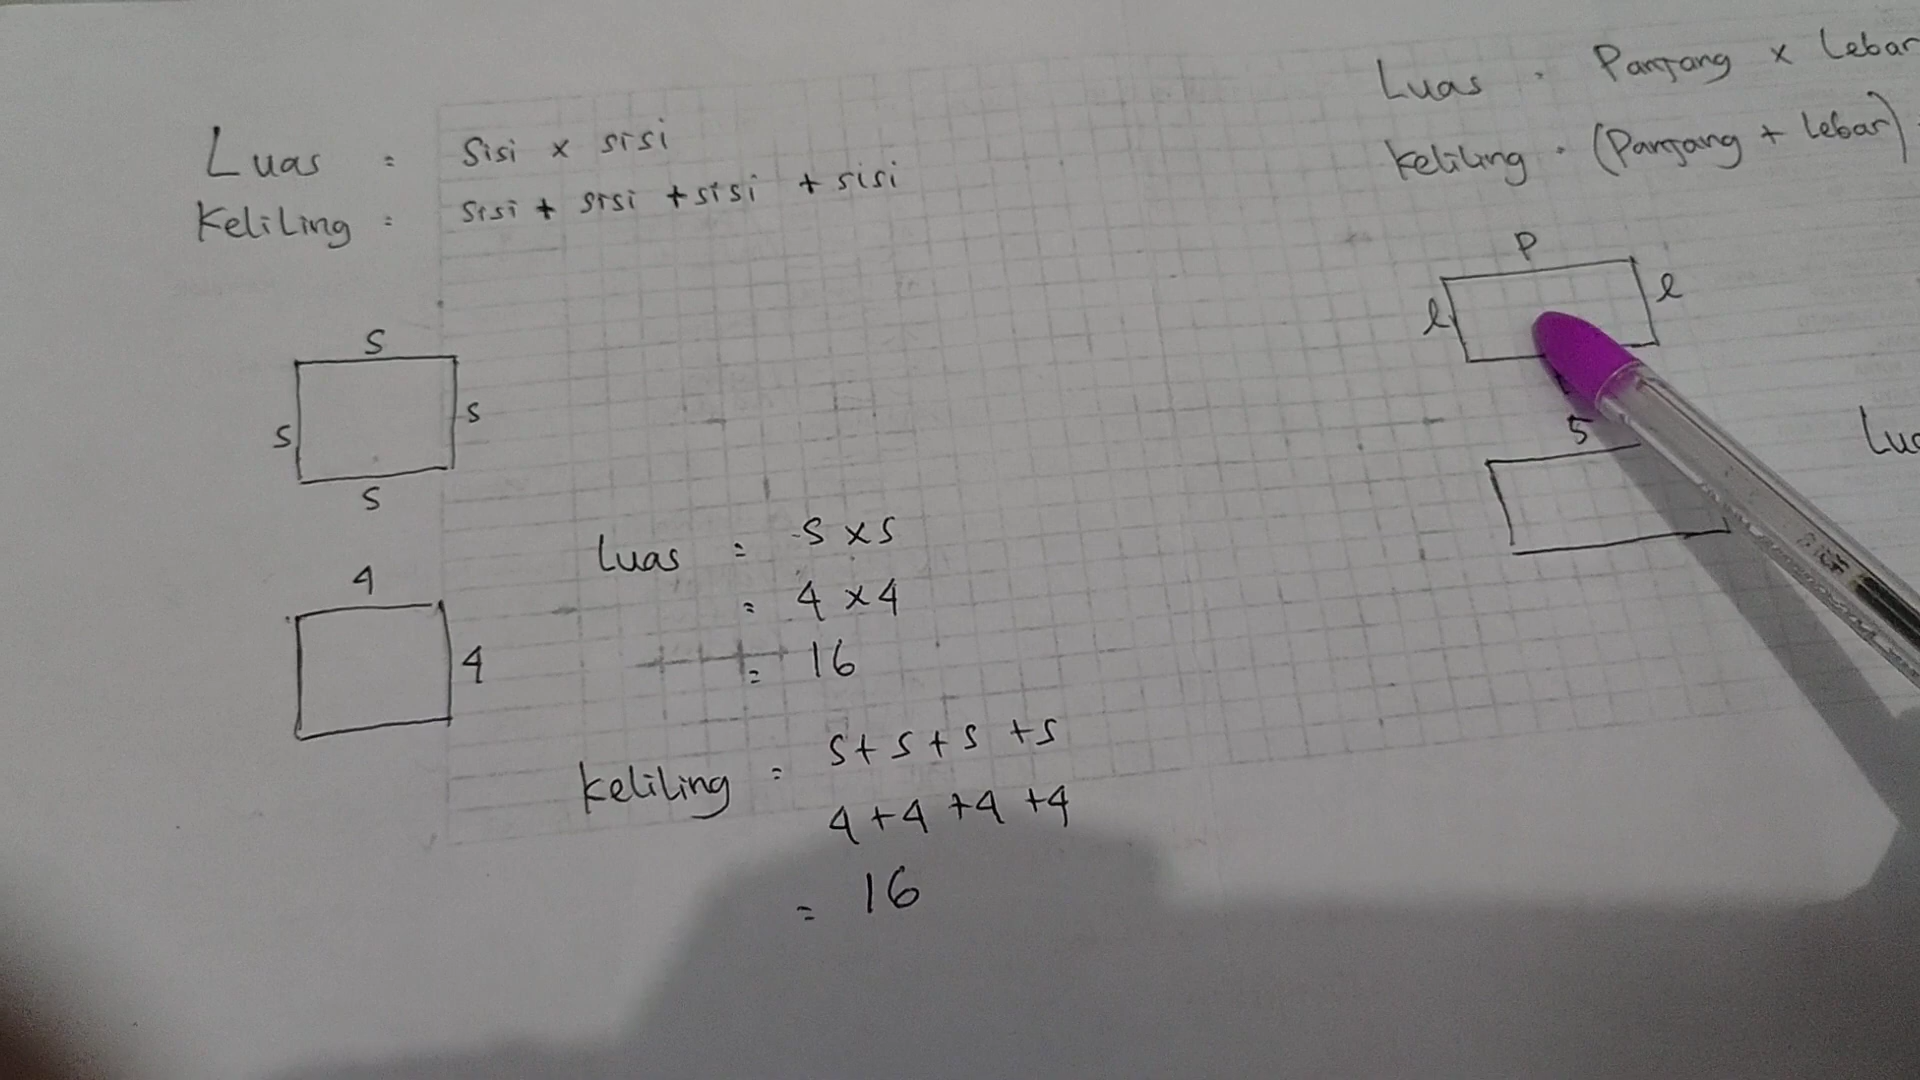 Luas = Sisi x sisi
Keliling = sisi + sisi + sisi + sisi
s
s
s
s
4
4
Luas = s x s
= 4 x 4
= 16
Keliling = s + s + s + s
4 + 4 + 4 + 4
= 16
Luas = Panjang x Lebar
Keliling = (Panjang + lebar)
P
l
l
5